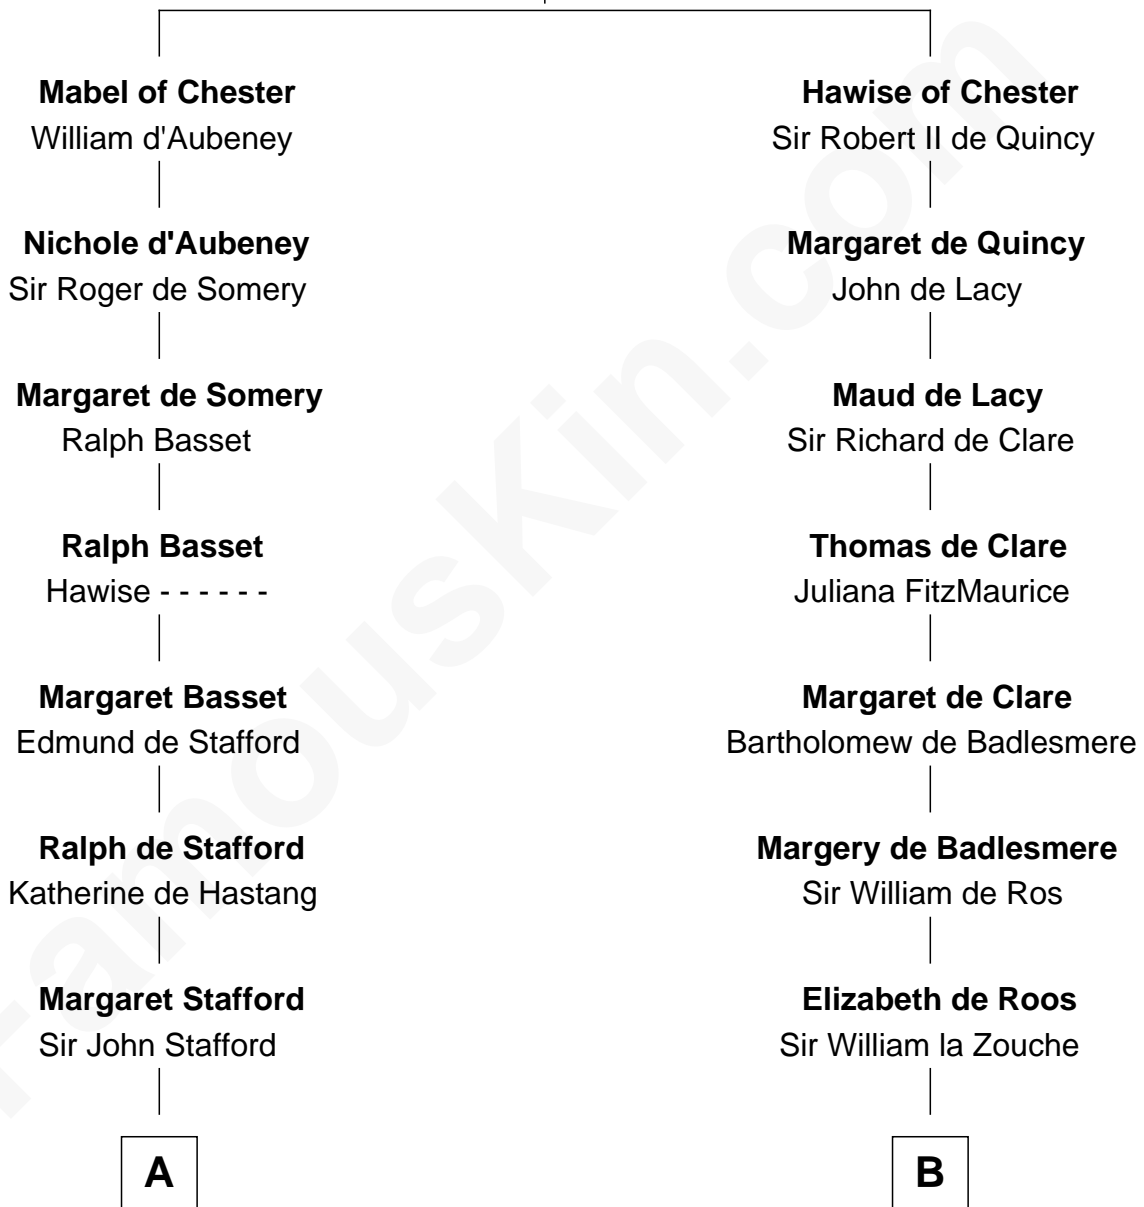 Mabel of Chester
William d'Aubeney
Nichole d'Aubeney
Sir Roger de Somery
Margaret de Somery
Ralph Basset
Ralph Basset
Hawise - - - - - -
Margaret Basset
Edmund de Stafford
Ralph de Stafford
Katherine de Hastang
Margaret Stafford
Sir John Stafford
A
Hawise of Chester
Sir Robert II de Quincy
Margaret de Quincy
John de Lacy
Maud de Lacy
Sir Richard de Clare
Thomas de Clare
Juliana FitzMaurice
Margaret de Clare
Bartholomew de Badlesmere
Margery de Badlesmere
Sir William de Ros
Elizabeth de Roos
Sir William la Zouche
B
FamousKin.com